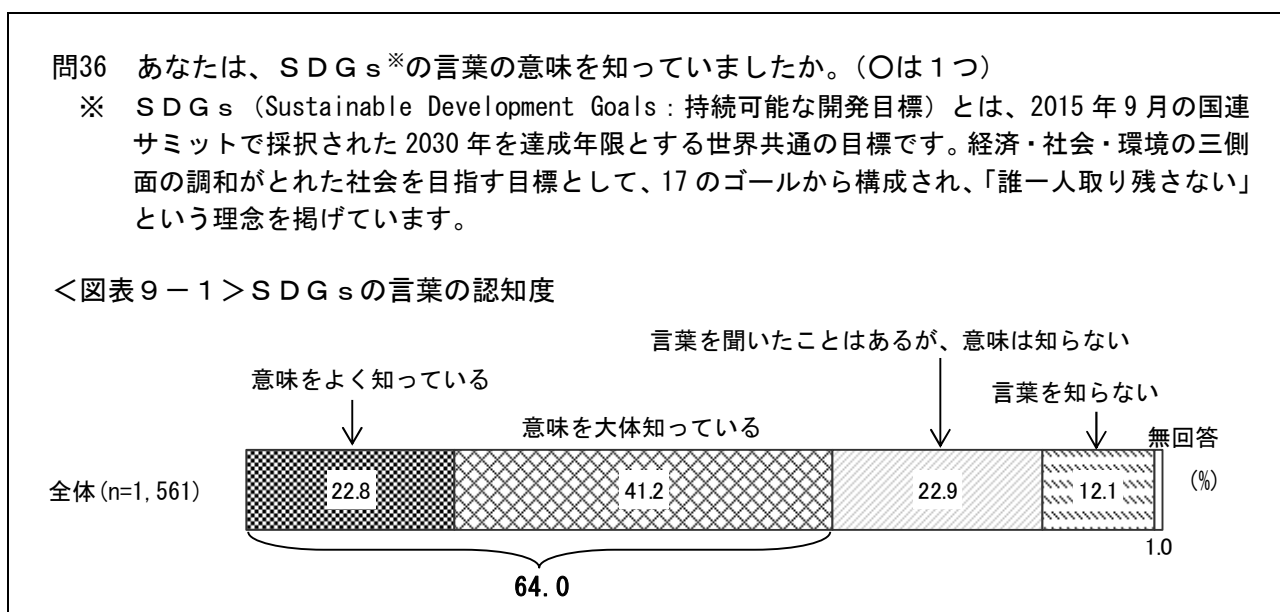 問36　あなたは、ＳＤＧｓ※の言葉の意味を知っていましたか。（〇は１つ）
※　ＳＤＧｓ（Sustainable Development Goals：持続可能な開発目標）とは、2015年9月の国連
サミットで採択された2030年を達成年限とする世界共通の目標です。経済・社会・環境の三側
面の調和がとれた社会を目指す目標として、17のゴールから構成され、「誰一人取り残さない」
という理念を掲げています。
＜図表９－１＞ＳＤＧｓの言葉の認知度
言葉を聞いたことはあるが、意味は知らない
意味をよく知っている
言葉を知らない
意味を大体知っている
無回答
全体(n=1,561)
22.8
41.2
22.9
12.1
(%)
1.0
64.0